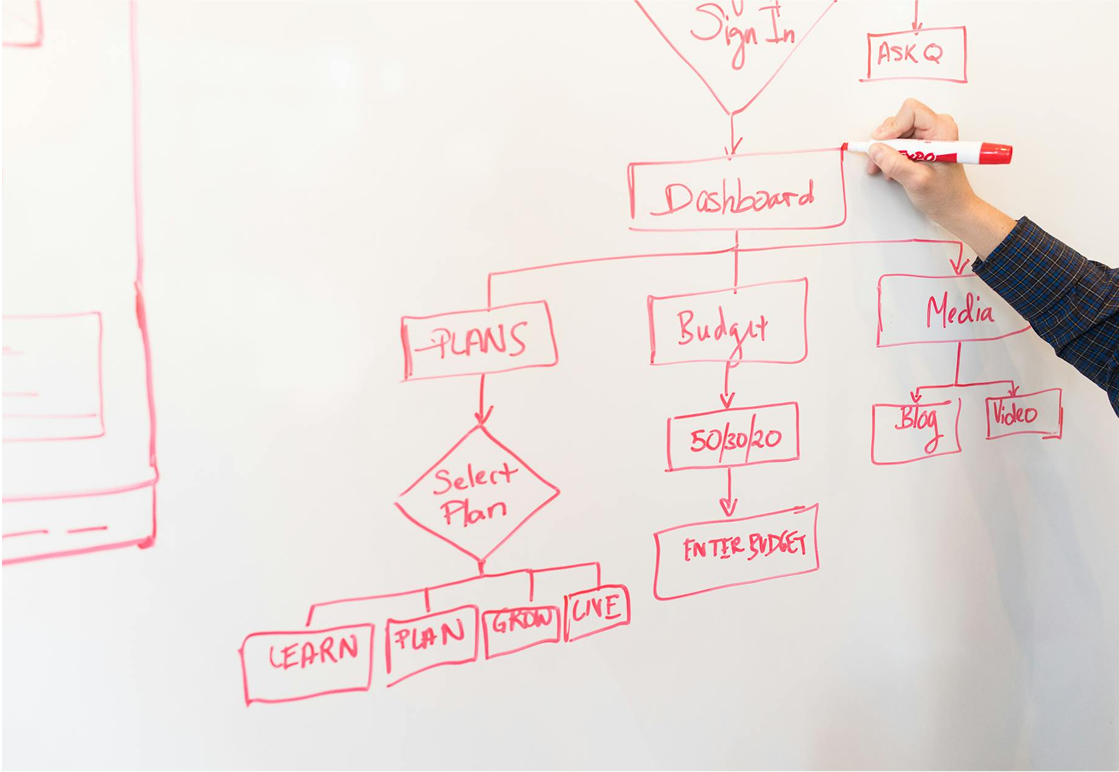 Sign In
ASK Q
Dashboard
PLANS
Budget
Media
50/30/20
Blog
Video
Select
Plan
ENTER BUDGET
LEARN
PLAN
GROW
LIVE